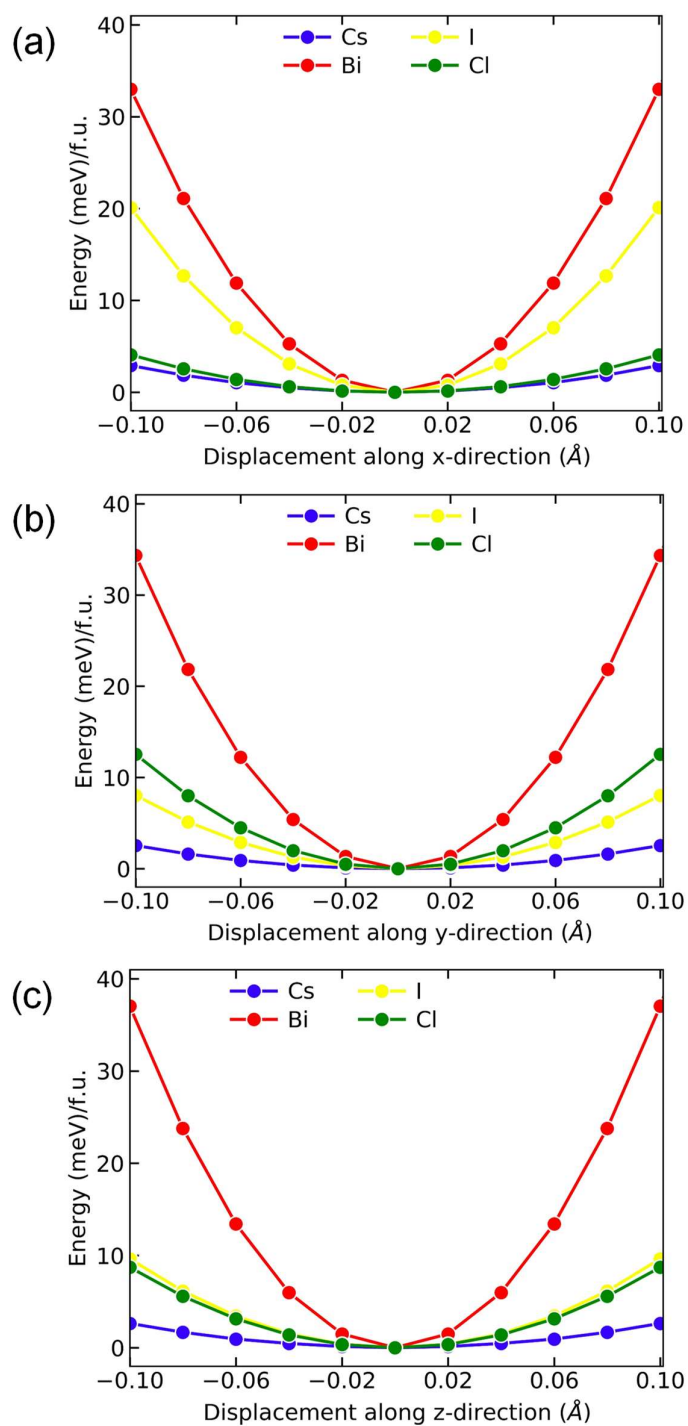 (a)
40
30
20
10
0
Energy (meV)/f.u.
Cs I
Bi Cl
−0.10 −0.06 −0.02 0.02 0.06 0.10
Displacement along x-direction (Å)
(b)
40
30
20
10
0
Energy (meV)/f.u.
Cs I
Bi Cl
−0.10 −0.06 −0.02 0.02 0.06 0.10
Displacement along y-direction (Å)
(c)
40
30
20
10
0
Energy (meV)/f.u.
Cs I
Bi Cl
−0.10 −0.06 −0.02 0.02 0.06 0.10
Displacement along z-direction (Å)